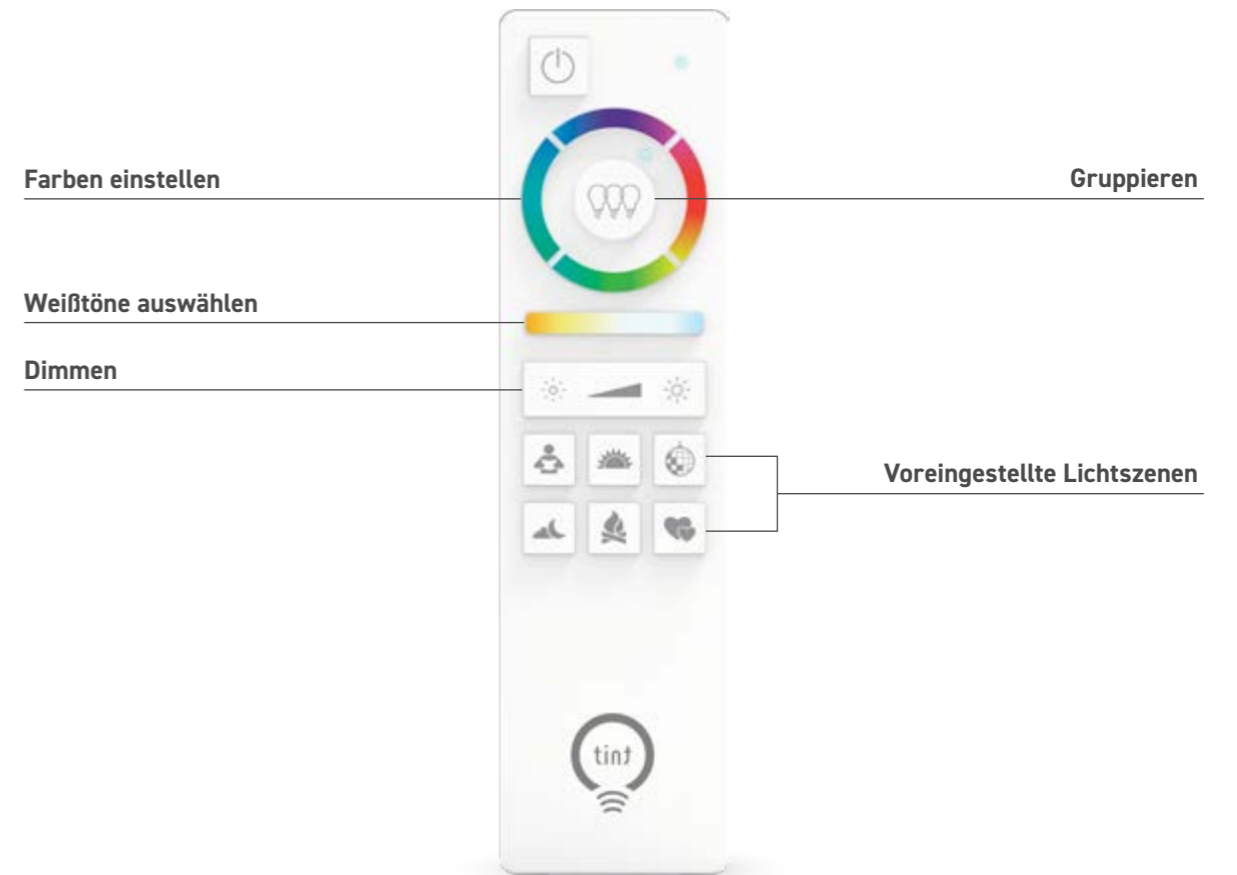 Farben einstellen
Gruppieren
Weißtöne auswählen
Dimmen
Voreingestellte Lichtszenen
tint